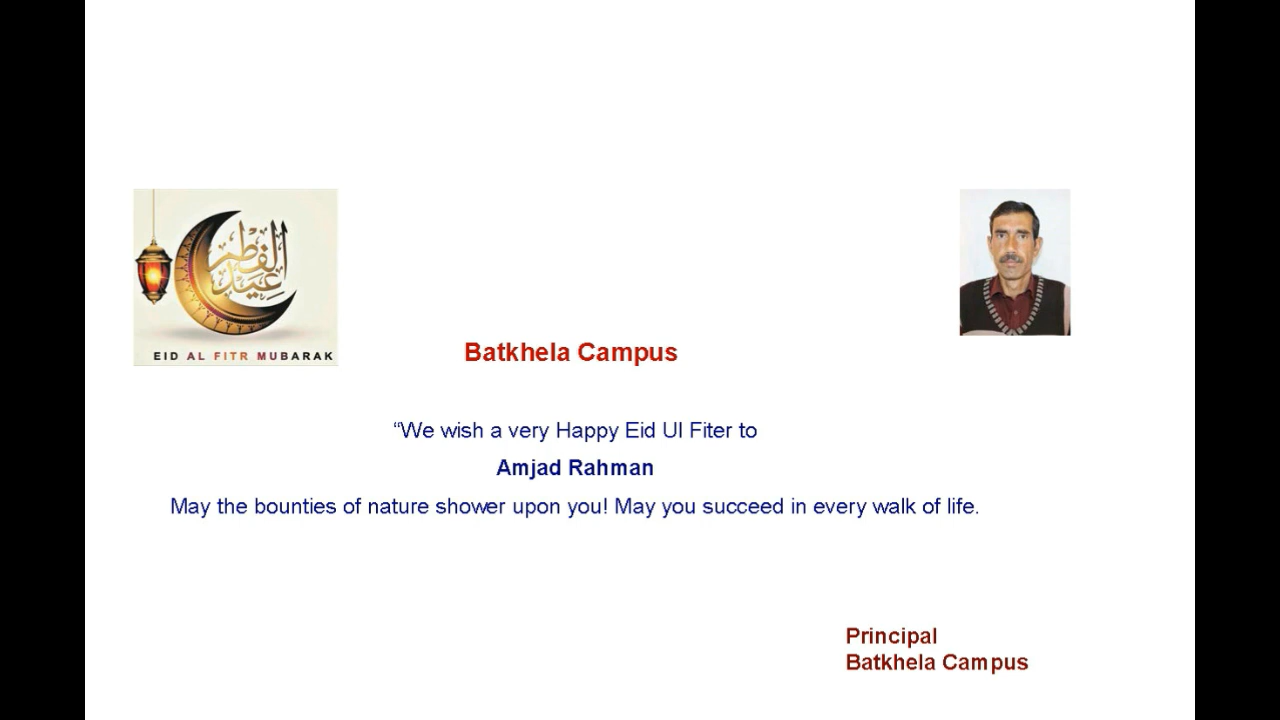 عيد الفطر
EID AL FITR MUBARAK
Batkhela Campus
“We wish a very Happy Eid Ul Fiter to
Amjad Rahman
May the bounties of nature shower upon you! May you succeed in every walk of life.
Principal
Batkhela Campus